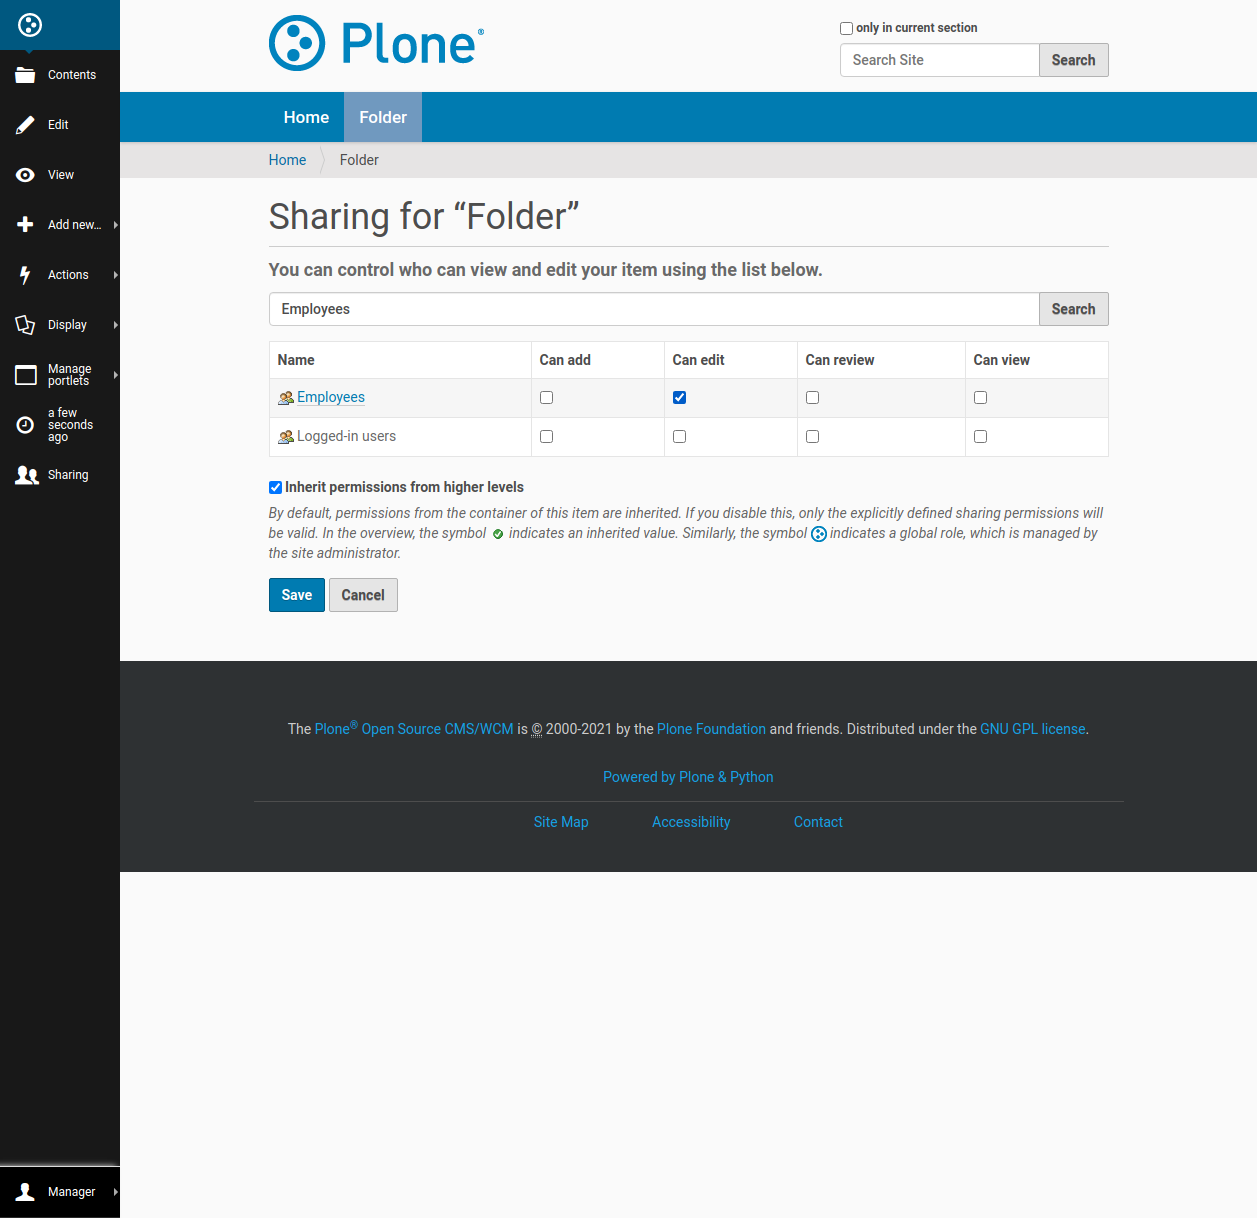 Contents
Edit
View
Add new...
Actions
Display
Manage
portlets
a few
seconds
ago
Sharing
Manager
Plone®
only in current section
Search Site
Search
Home
Folder
Home
Folder
Sharing for “Folder”
You can control who can view and edit your item using the list below.
Employees
Search
Name Can add Can edit Can review Can view
Employees
Logged-in users
Inherit permissions from higher levels
By default, permissions from the container of this item are inherited. If you disable this, only the explicitly defined sharing permissions will
be valid. In the overview, the symbol indicates an inherited value. Similarly, the symbol indicates a global role, which is managed by
the site administrator.
Save Cancel
The Plone® Open Source CMS/WCM is © 2000-2021 by the Plone Foundation and friends. Distributed under the GNU GPL license.
Powered by Plone & Python
Site Map Accessibility Contact